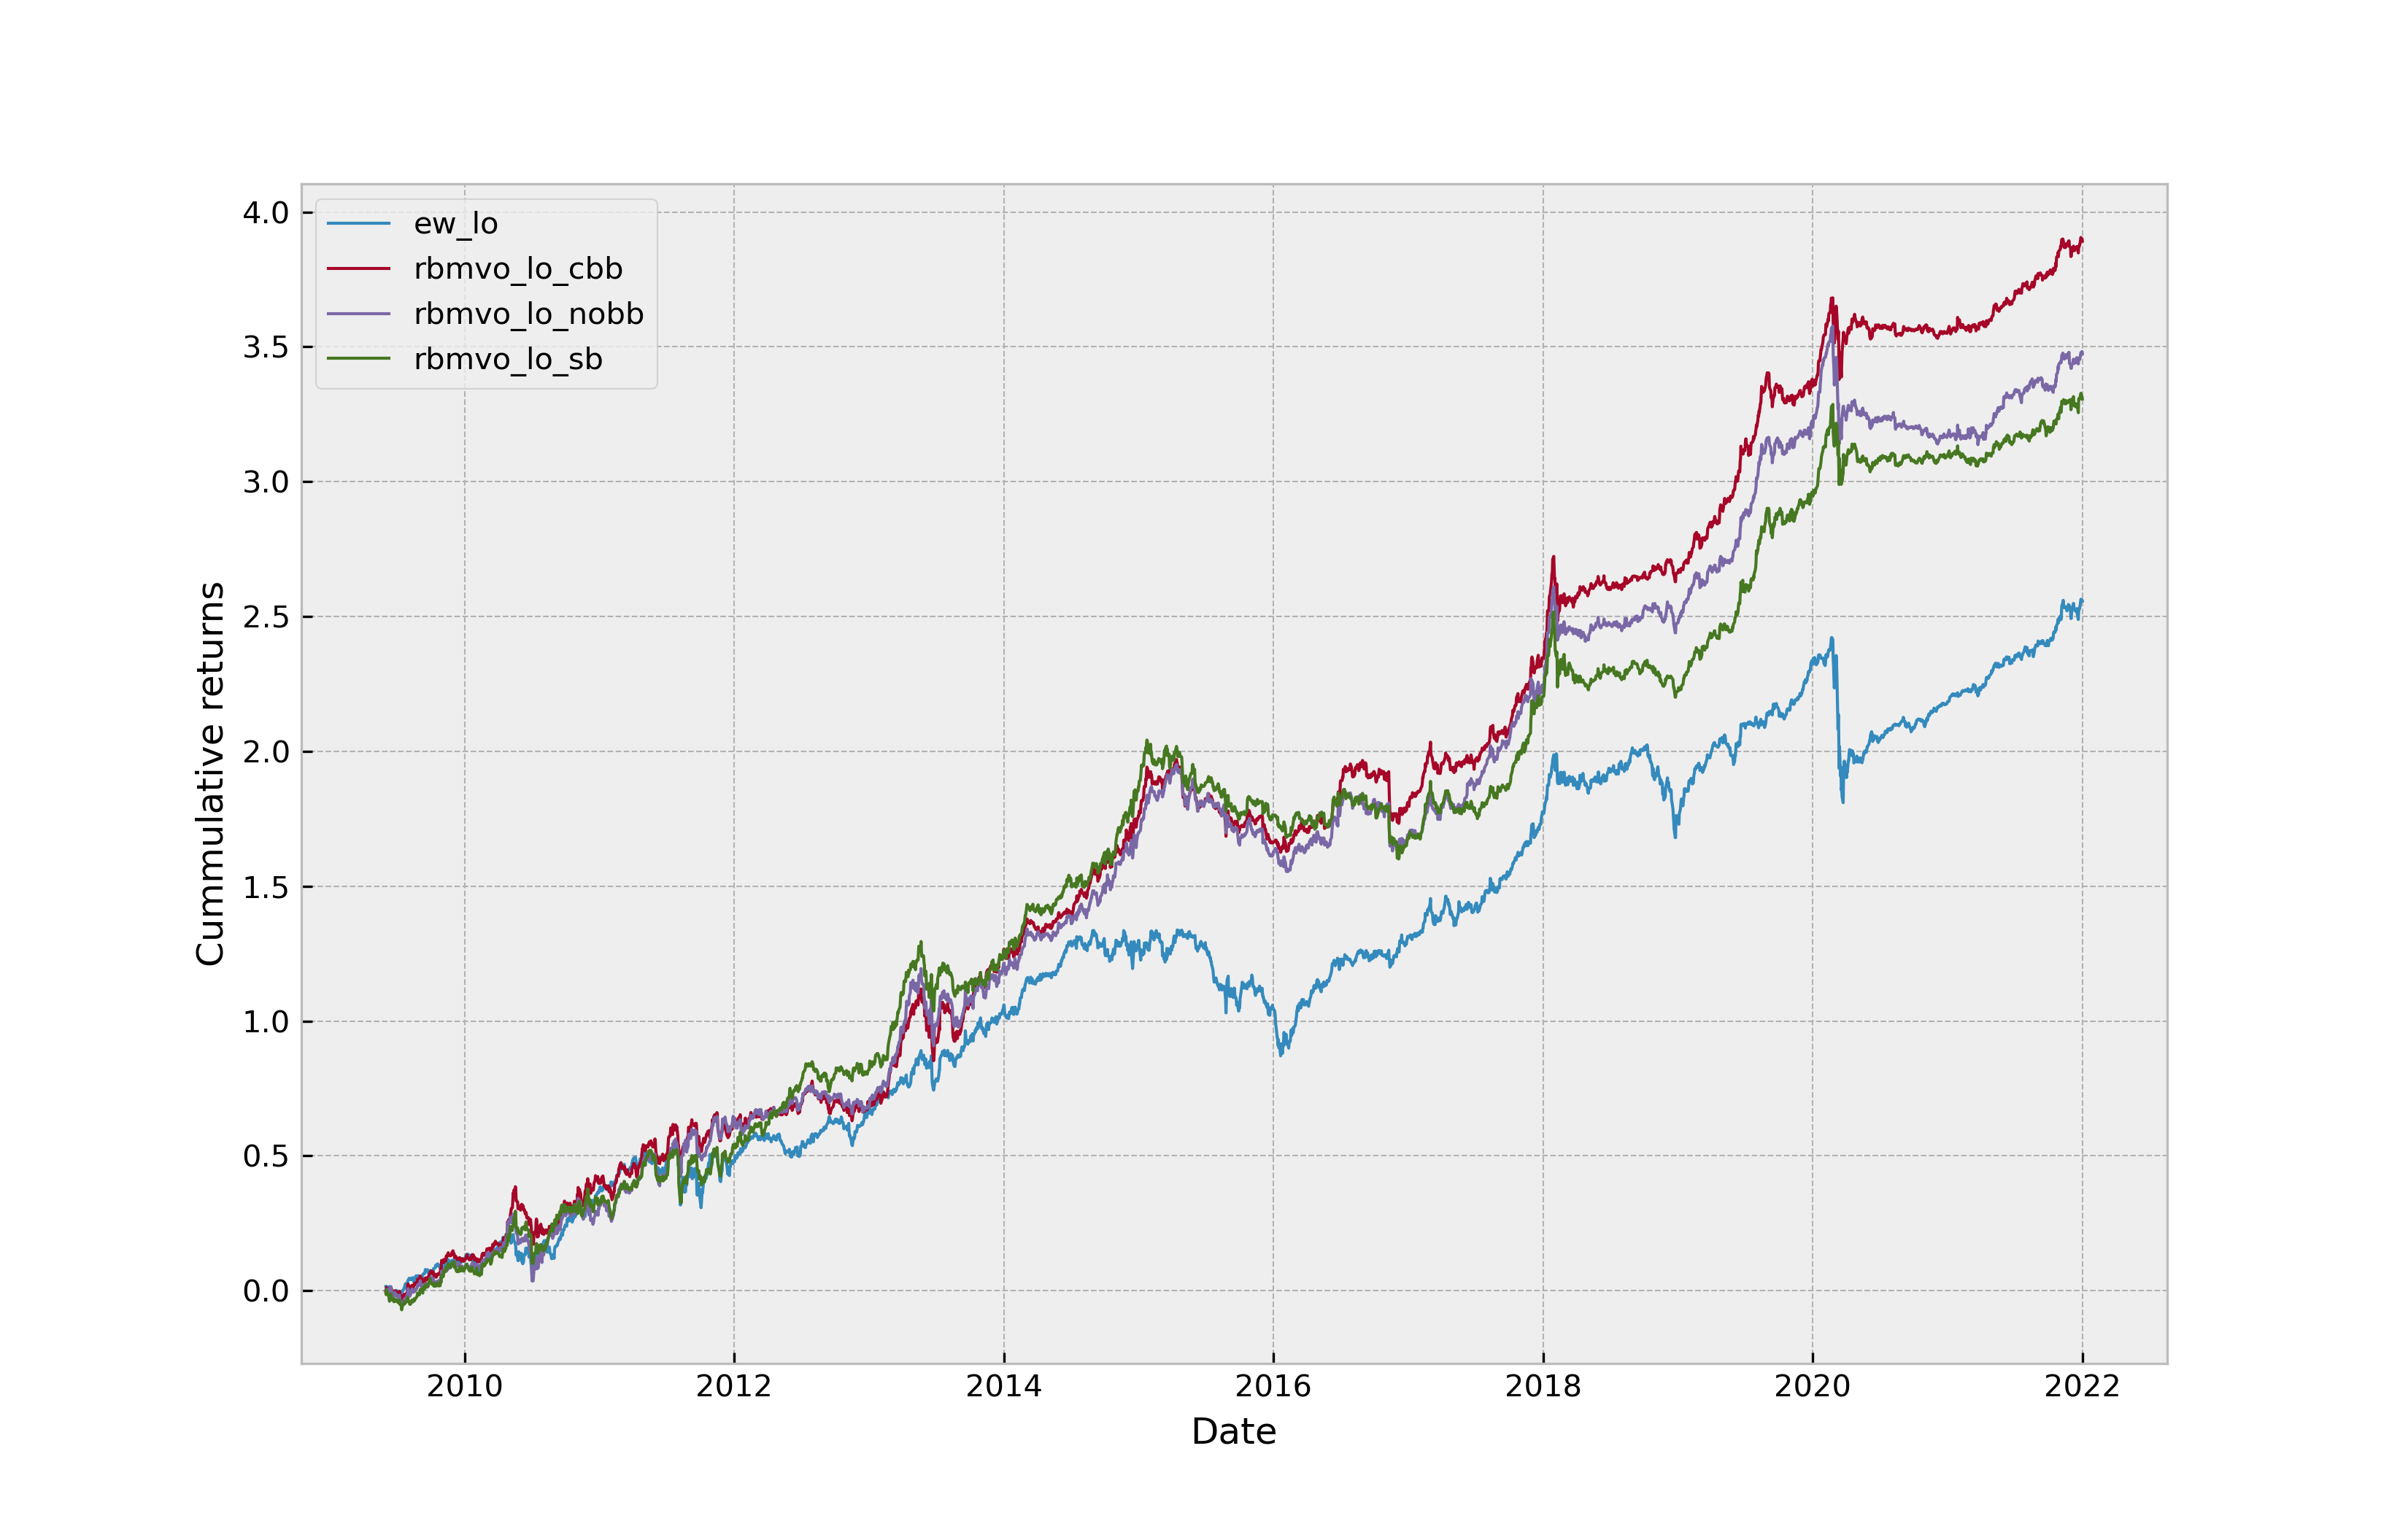 ew_lo
rbmvo_lo_cbb
rbmvo_lo_nobb
rbmvo_lo_sb
4.0
3.5
3.0
2.5
2.0
1.5
1.0
0.5
0.0
Cummulative returns
2010 2012 2014 2016 2018 2020 2022
Date